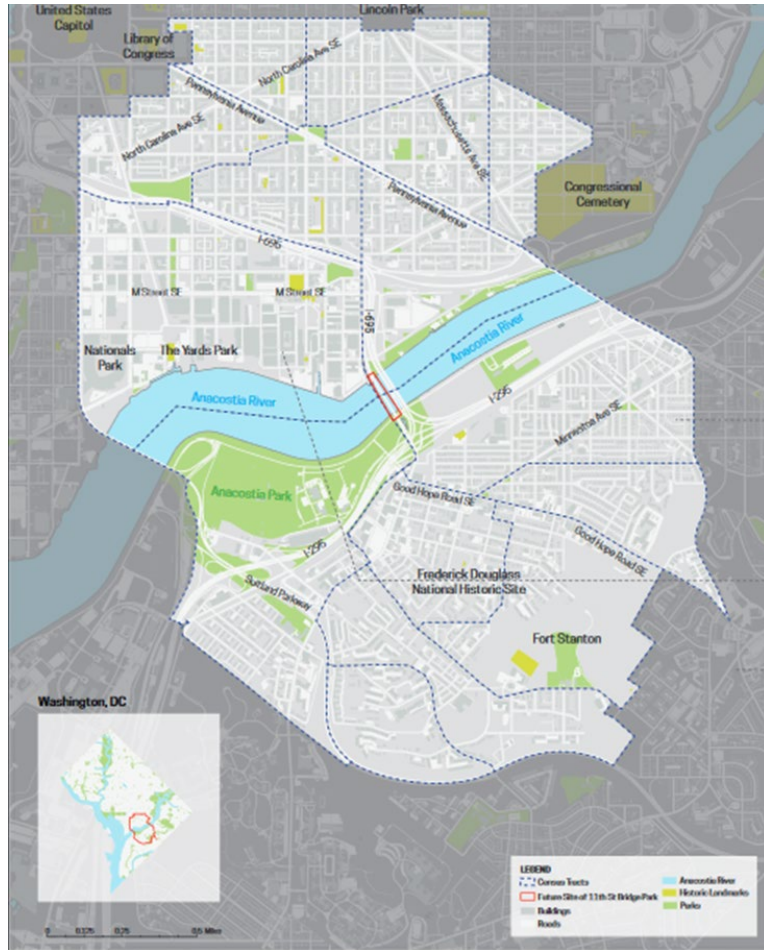 United States
Capitol
Lincoln Park
Library of
Congress
North Carolina Ave SE
Pennsylvania Avenue
Massachusetts Ave SE
North Carolina Ave SE
Congressional
Cemetery
Pennsylvania Avenue
I-695
M Street SE
M Street SE
I-695
Nationals
Park
The Yards Park
Anacostia River
Anacostia River
I-295
Minnesotna Ave SE
Anacostia Park
Good Hope Road SE
Good Hope Road SE
I-295
Suitland Parkway
Frederick Douglass
National Historic Site
Fort Stanton
Washington, DC
LEGEND
Census Tracts
Future Site of 11th St Bridge Park
Buildings
Roads
Anacostia River
Historic Landmarks
Parks
0
0.125
0.25
0.5 Miles